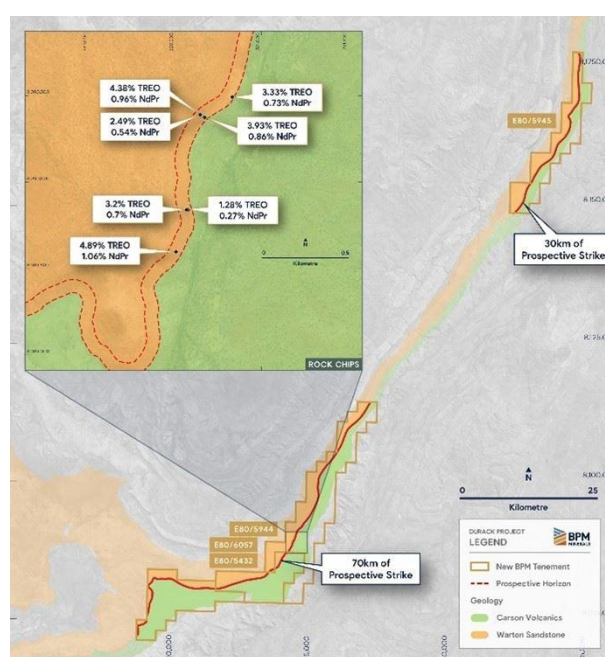 4.38% TREO
0.96% NdPr
3.33% TREO
0.73% NdPr
2.49% TREO
0.54% NdPr
3.93% TREO
0.86% NdPr
3.2% TREO
0.7% NdPr
1.28% TREO
0.27% NdPr
4.89% TREO
1.06% NdPr
N
0 0.5
Kilometre
ROCK CHIPS
E80/5945
30km of
Prospective Strike
E80/5944
E80/6057
E80/5432
70km of
Prospective Strike
N
0 25
Kilometre
DURACK PROJECT
LEGEND
BPM
MINERALS
New BPM Tenement
Prospective Horizon
Geology
Carson Volcanics
Warton Sandstone